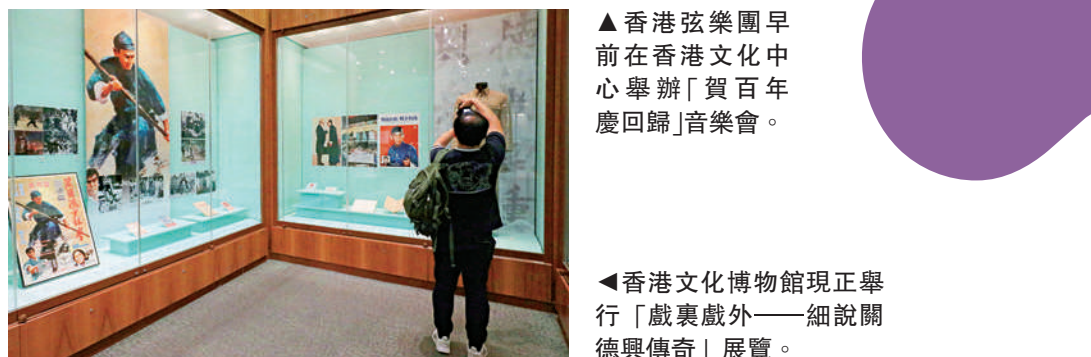 ▲香港弦樂團早
前在香港文化中
心舉辦「賀百年
慶回歸」音樂會。
◀香港文化博物館現正舉
行「戲裏戲外——細說關
德興傳奇」展覽。